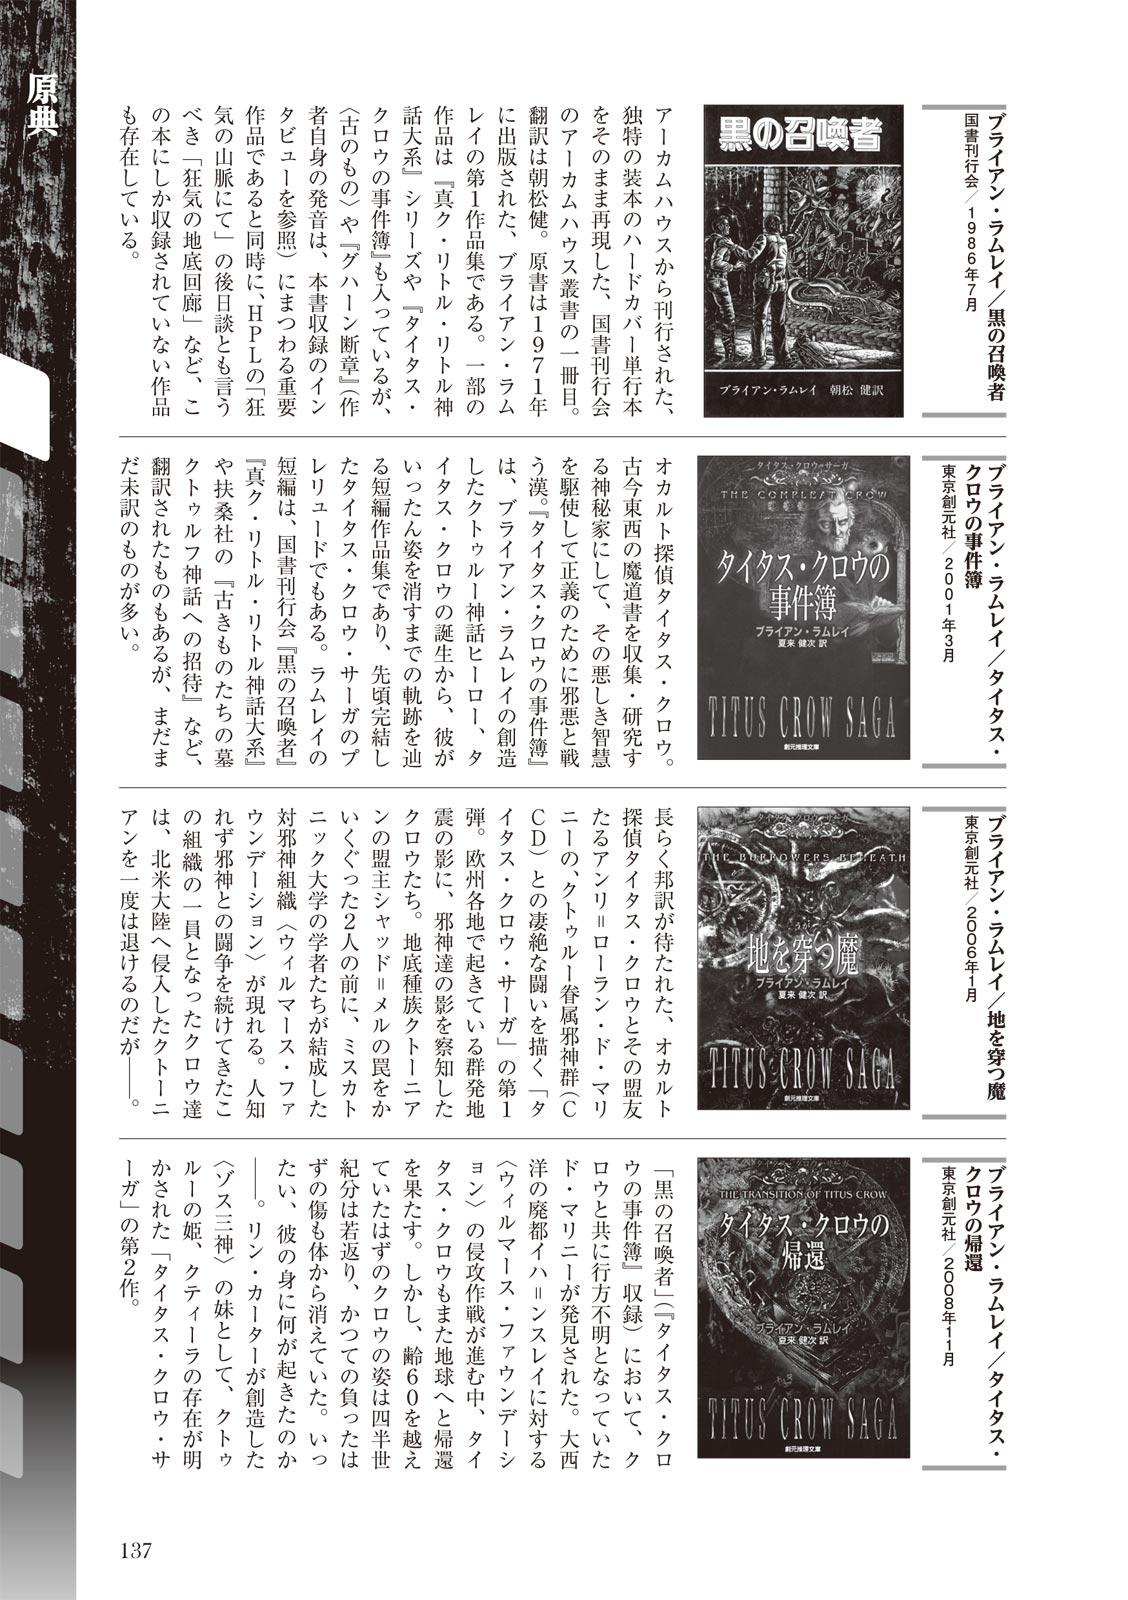 原典
ブライアン・ラムレイ／黒の召喚者
国書刊行会／1986年7月
黒の召喚者
ブライアン・ラムレイ　朝松 健訳
アーカムハウスから刊行された、
独特の装本のハードカバー単行本
をそのまま再現した、国書刊行会
のアーカムハウス叢書の一冊目。
翻訳は朝松健。原書は1971年
に出版された、ブライアン・ラム
レイの第1作品集である。一部の
作品は『真ク・リトル・リトル神
話大系』シリーズや『タイタス・
クロウの事件簿』も入っているが、
〈古のもの〉や『グハーン断章』（作
者自身の発音は、本書収録のイン
タビューを参照）にまつわる重要
作品であると同時に、HPLの「狂
気の山脈にて」の後日談とも言う
べき「狂気の地底回廊」など、こ
の本にしか収録されていない作品
も存在している。
ブライアン・ラムレイ／タイタス・
クロウの事件簿
東京創元社／2001年3月
タイタス・クロウ・サーガ
THE COMPLEAT CROW
タイタス・クロウの
事件簿
ブライアン・ラムレイ
夏来 健次 訳
TITUS CROW SAGA
創元推理文庫
オカルト探偵タイタス・クロウ。
古今東西の魔道書を収集・研究す
る神秘家にして、その悪しき智慧
を駆使して正義のために邪悪と戦
う漢。『タイタス・クロウの事件簿』
は、ブライアン・ラムレイの創造
したクトゥルー神話ヒーロー、タ
イタス・クロウの誕生から、彼が
いったん姿を消すまでの軌跡を辿
る短編作品集であり、先頃完結し
たタイタス・クロウ・サーガのプ
レリュードでもある。ラムレイの
短編は、国書刊行会『黒の召喚者』
『真ク・リトル・リトル神話大系』
や扶桑社の『古きものたちの墓
クトゥルフ神話への招待』など、
翻訳されたものもあるが、まだま
だ未訳のものが多い。
ブライアン・ラムレイ／地を穿つ魔
東京創元社／2006年1月
タイタス・クロウ・サーガ
THE BURROWERS BENEATH
地を穿つ魔
うが
ブライアン・ラムレイ
夏来 健次 訳
TITUS CROW SAGA
創元推理文庫
長らく邦訳が待たれた、オカルト
探偵タイタス・クロウとその盟友
たるアンリ＝ローラン・ド・マリ
ニーの、クトゥルー眷属邪神群（C
CD）との凄絶な闘いを描く「タ
イタス・クロウ・サーガ」の第1
弾。欧州各地で起きている群発地
震の影に、邪神達の影を察知した
クロウたち。地底種族クトーニア
ンの盟主シャッド＝メルの罠をか
いくぐった2人の前に、ミスカト
ニック大学の学者たちが結成した
対邪神組織〈ウィルマース・ファ
ウンデーション〉が現れる。人知
れず邪神との闘争を続けてきたこ
の組織の一員となったクロウ達
は、北米大陸へ侵入したクトーニ
アンを一度は退けるのだが――。
ブライアン・ラムレイ／タイタス・
クロウの帰還
東京創元社／2008年11月
タイタス・クロウ・サーガ
THE TRANSITION OF TITUS CROW
タイタス・クロウの
帰還
ブライアン・ラムレイ
夏来 健次 訳
TITUS CROW SAGA
創元推理文庫
「黒の召喚者」（『タイタス・クロ
ウの事件簿』収録）において、ク
ロウと共に行方不明となっていた
ド・マリニーが発見された。大西
洋の廃都イハ＝ンスレイに対する
〈ウィルマース・ファウンデーシ
ョン〉の侵攻作戦が進む中、タイ
タス・クロウもまた地球へと帰還
を果たす。しかし、齢60を越え
ていたはずのクロウの姿は四半世
紀分は若返り、かつての負ったは
ずの傷も体から消えていた。いっ
たい、彼の身に何が起きたのか
――。リン・カーターが創造した
〈ゾス三神〉の妹として、クトゥ
ルーの姫、クティーラの存在が明
かされた「タイタス・クロウ・サ
ーガ」の第2作。
137